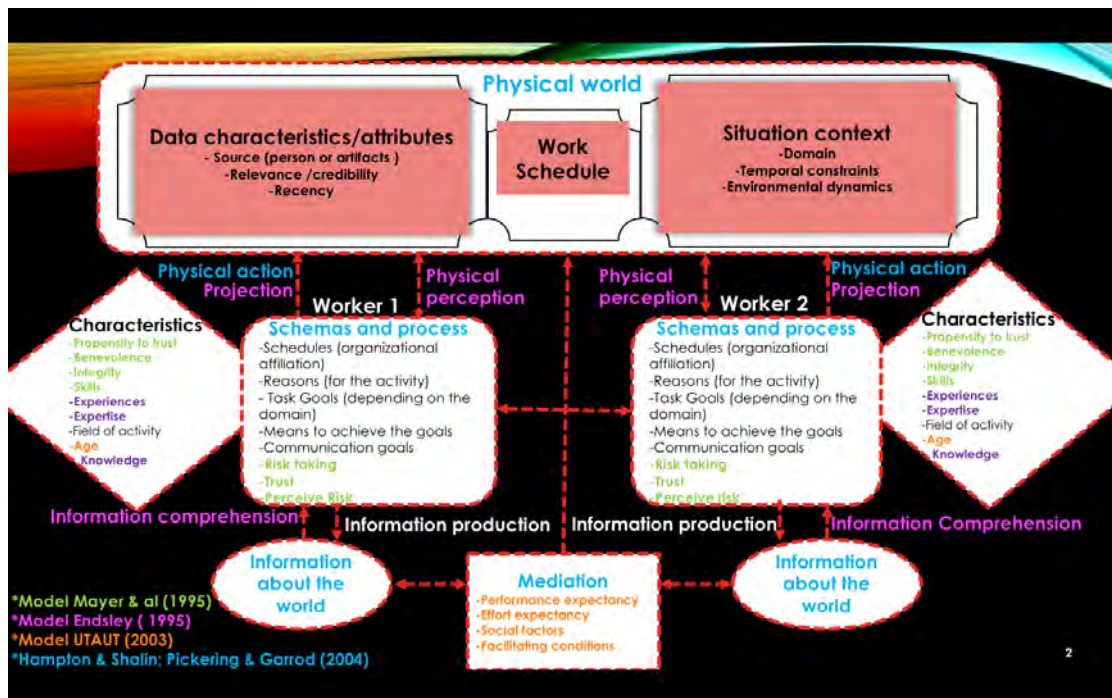 Physical world
Data characteristics/attributes
- Source (person or artifacts )
-Relevance /credibility
-Recency
Work
Schedule
Situation context
-Domain
-Temporal constraints
-Environmental dynamics
Physical action
Projection
Physical
perception
Worker 1
Physical
perception
Worker 2
Physical action
Projection
Characteristics
-Propensity to trust
-Benevolence
-Integrity
-Skills
-Experiences
-Expertise
-Field of activity
-Age
-Knowledge
Schemas and process
-Schedules (organizational
affiliation)
-Reasons (for the activity)
- Task Goals (depending on the
domain)
-Means to achieve the goals
-Communication goals
-Risk taking
-Trust
-Perceive Risk
Schemas and process
-Schedules (organizational
affiliation)
-Reasons (for the activity)
-Task Goals (depending on the
domain)
-Means to achieve the goals
-Communication goals
-Risk taking
-Trust
-Perceive risk
Characteristics
-Propensity to trust
-Benevolence
-Integrity
-Skills
-Experiences
-Expertise
-Field of activity
-Age
-Knowledge
Information comprehension
Information production
Information production
Information Comprehension
Information
about the
world
Mediation
-Performance expectancy
-Effort expectancy
-Social factors
-Facilitating conditions
Information
about the
world
*Model Mayer & al (1995)
*Model Endsley ( 1995)
*Model UTAUT (2003)
*Hampton & Shalin; Pickering & Garrod (2004)
2